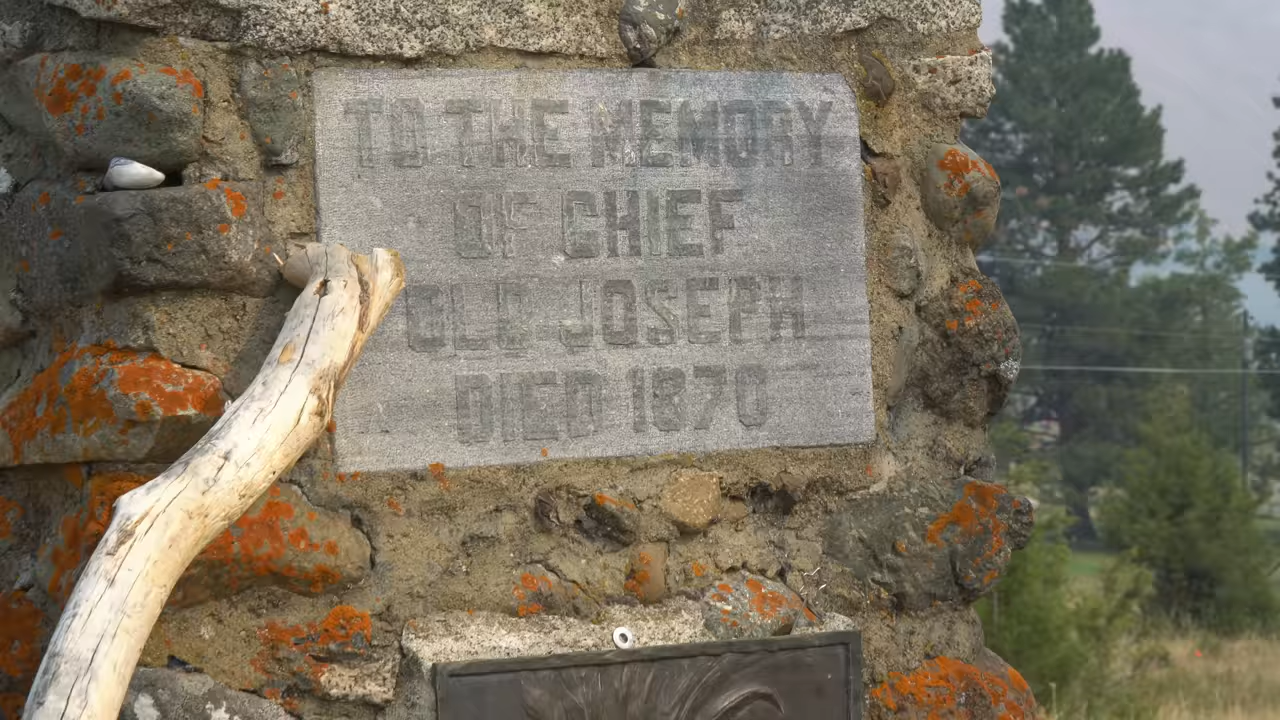 TO THE MEMORY
OF CHIEF
OLD JOSEPH
DIED 1870